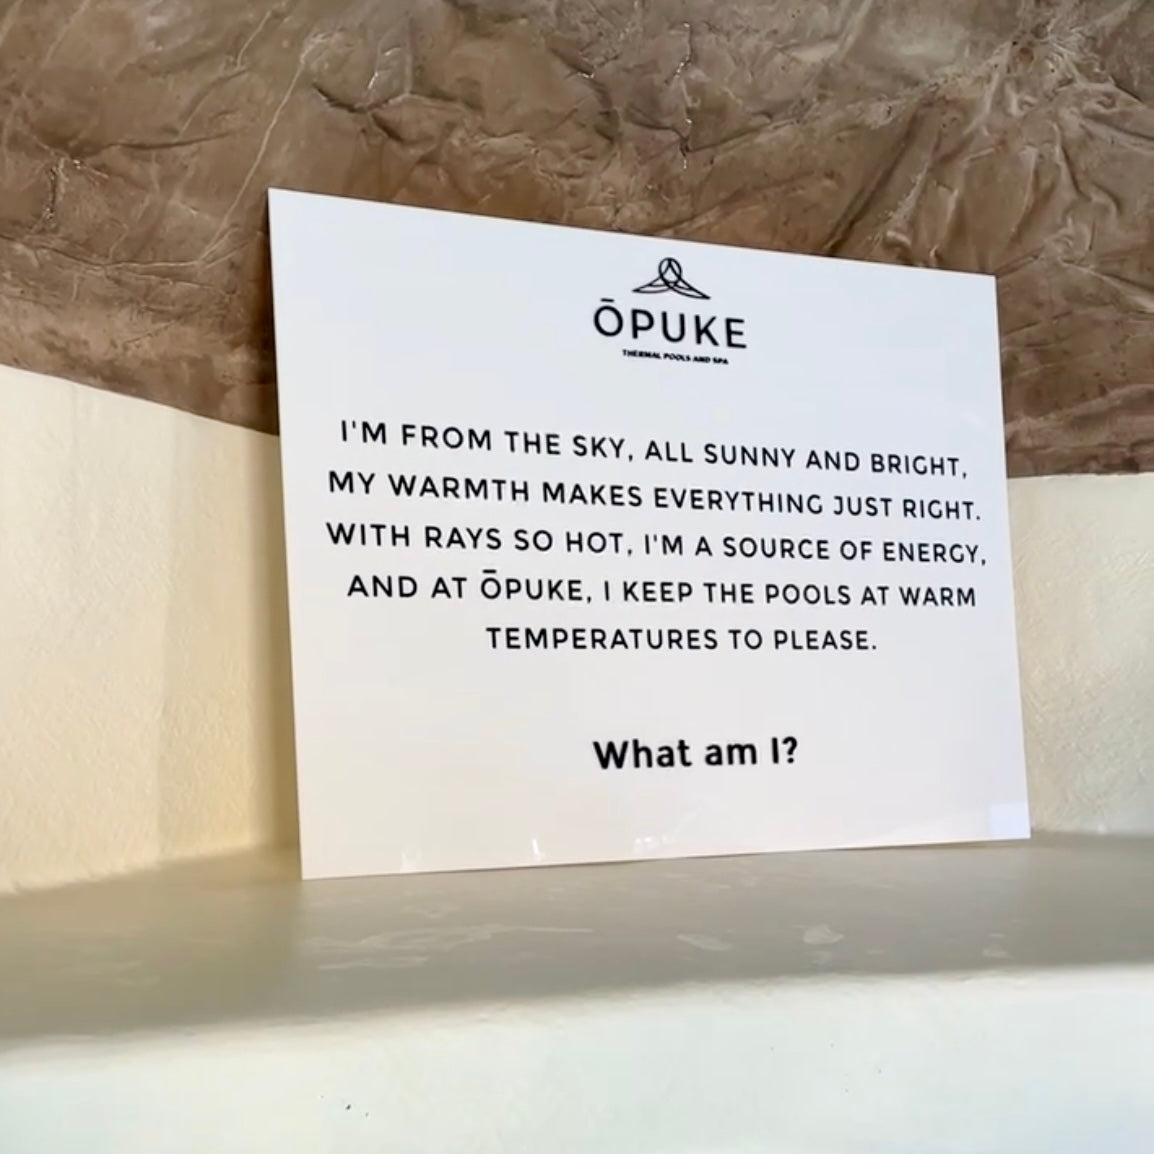 ŌPUKE
THERMAL POOLS AND SPA
I'M FROM THE SKY, ALL SUNNY AND BRIGHT,
MY WARMTH MAKES EVERYTHING JUST RIGHT.
WITH RAYS SO HOT, I'M A SOURCE OF ENERGY,
AND AT ŌPUKE, I KEEP THE POOLS AT WARM
TEMPERATURES TO PLEASE.
What am I?